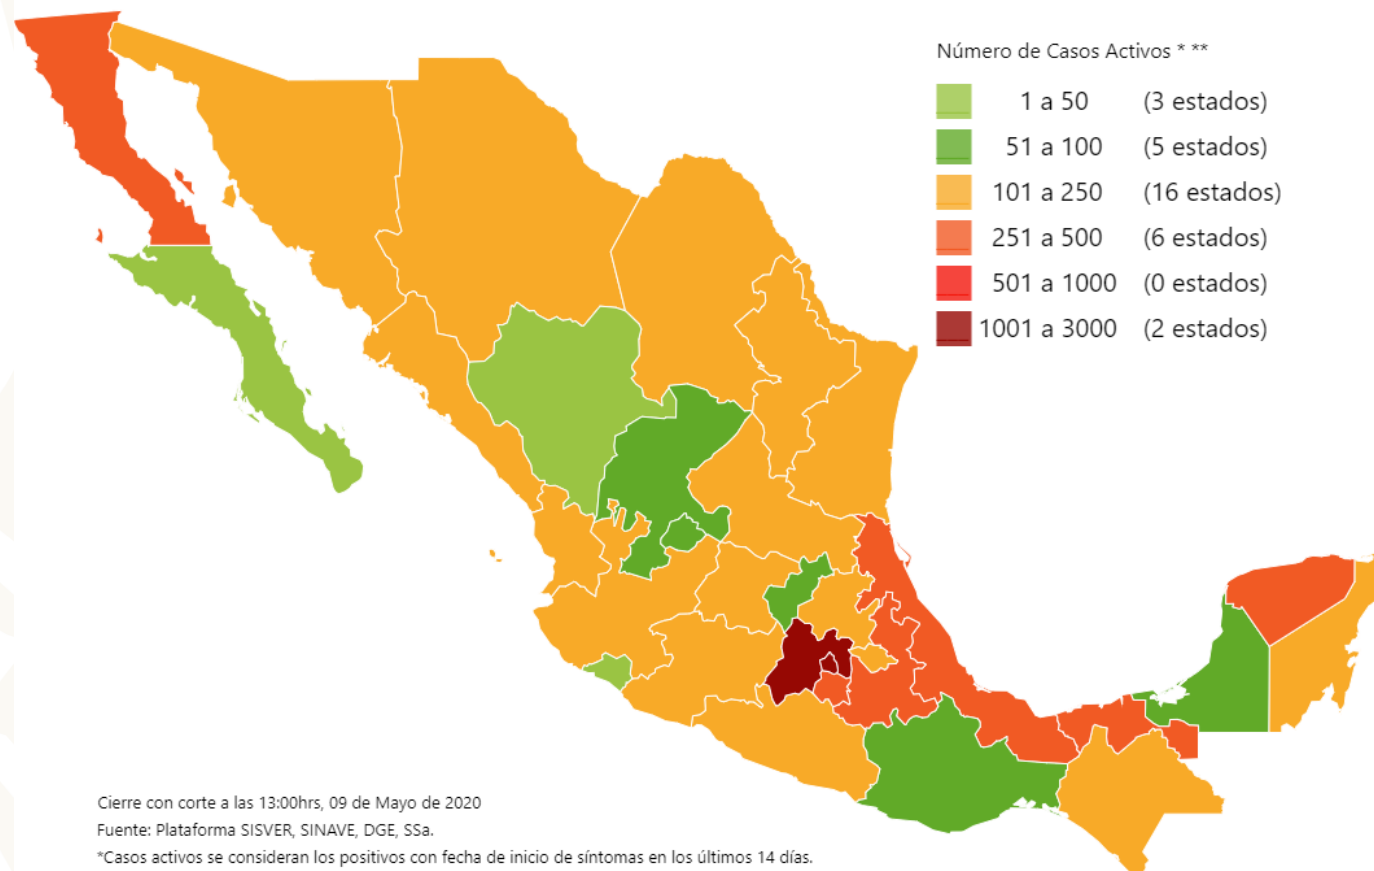 Número de Casos Activos * **
1 a 50 (3 estados)
51 a 100 (5 estados)
101 a 250 (16 estados)
251 a 500 (6 estados)
501 a 1000 (0 estados)
1001 a 3000 (2 estados)
Cierre con corte a las 13:00hrs, 09 de Mayo de 2020
Fuente: Plataforma SISVER, SINAVE, DGE, SSa.
*Casos activos se consideran los positivos con fecha de inicio de síntomas en los últimos 14 días.